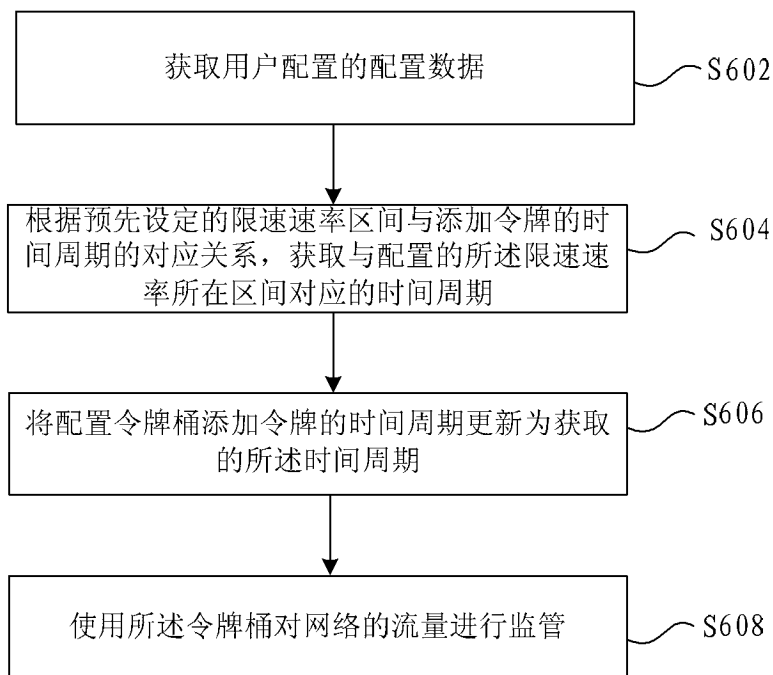 获取用户配置的配置数据
S602
根据预先设定的限速速率区间与添加令牌的时
间周期的对应关系，获取与配置的所述限速速
率所在区间对应的时间周期
S604
将配置令牌桶添加令牌的时间周期更新为获取
的所述时间周期
S606
使用所述令牌桶对网络的流量进行监管
S608